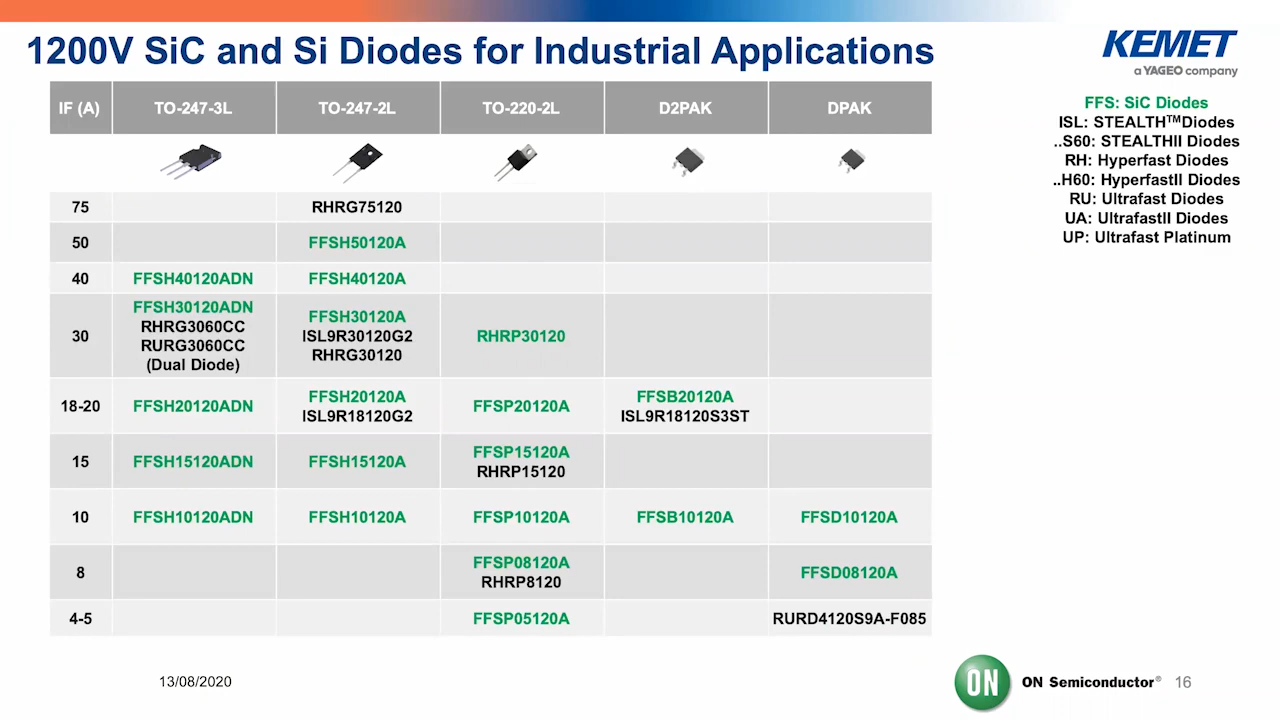 1200V SiC and Si Diodes for Industrial Applications
KEMET
a YAGEO company
IF (A) TO-247-3L TO-247-2L TO-220-2L D2PAK DPAK
75 RHRG75120
50 FFSH50120A
40 FFSH40120ADN FFSH40120A
30
FFSH30120ADN
RHRG3060CC
RURG3060CC
(Dual Diode)
FFSH30120A
ISL9R30120G2
RHRG30120
RHRP30120
18-20
FFSH20120ADN
FFSH20120A
ISL9R18120G2
FFSP20120A
FFSB20120A
ISL9R18120S3ST
15
FFSH15120ADN
FFSH15120A
FFSP15120A
RHRP15120
10 FFSH10120ADN FFSH10120A FFSP10120A FFSB10120A FFSD10120A
8
FFSP08120A
RHRP8120
FFSD08120A
4-5 FFSP05120A RURD4120S9A-F085
FFS: SiC Diodes
ISL: STEALTH™Diodes
..S60: STEALTHII Diodes
RH: Hyperfast Diodes
..H60: HyperfastII Diodes
RU: Ultrafast Diodes
UA: UltrafastII Diodes
UP: Ultrafast Platinum
13/08/2020
ON
ON Semiconductor®
16